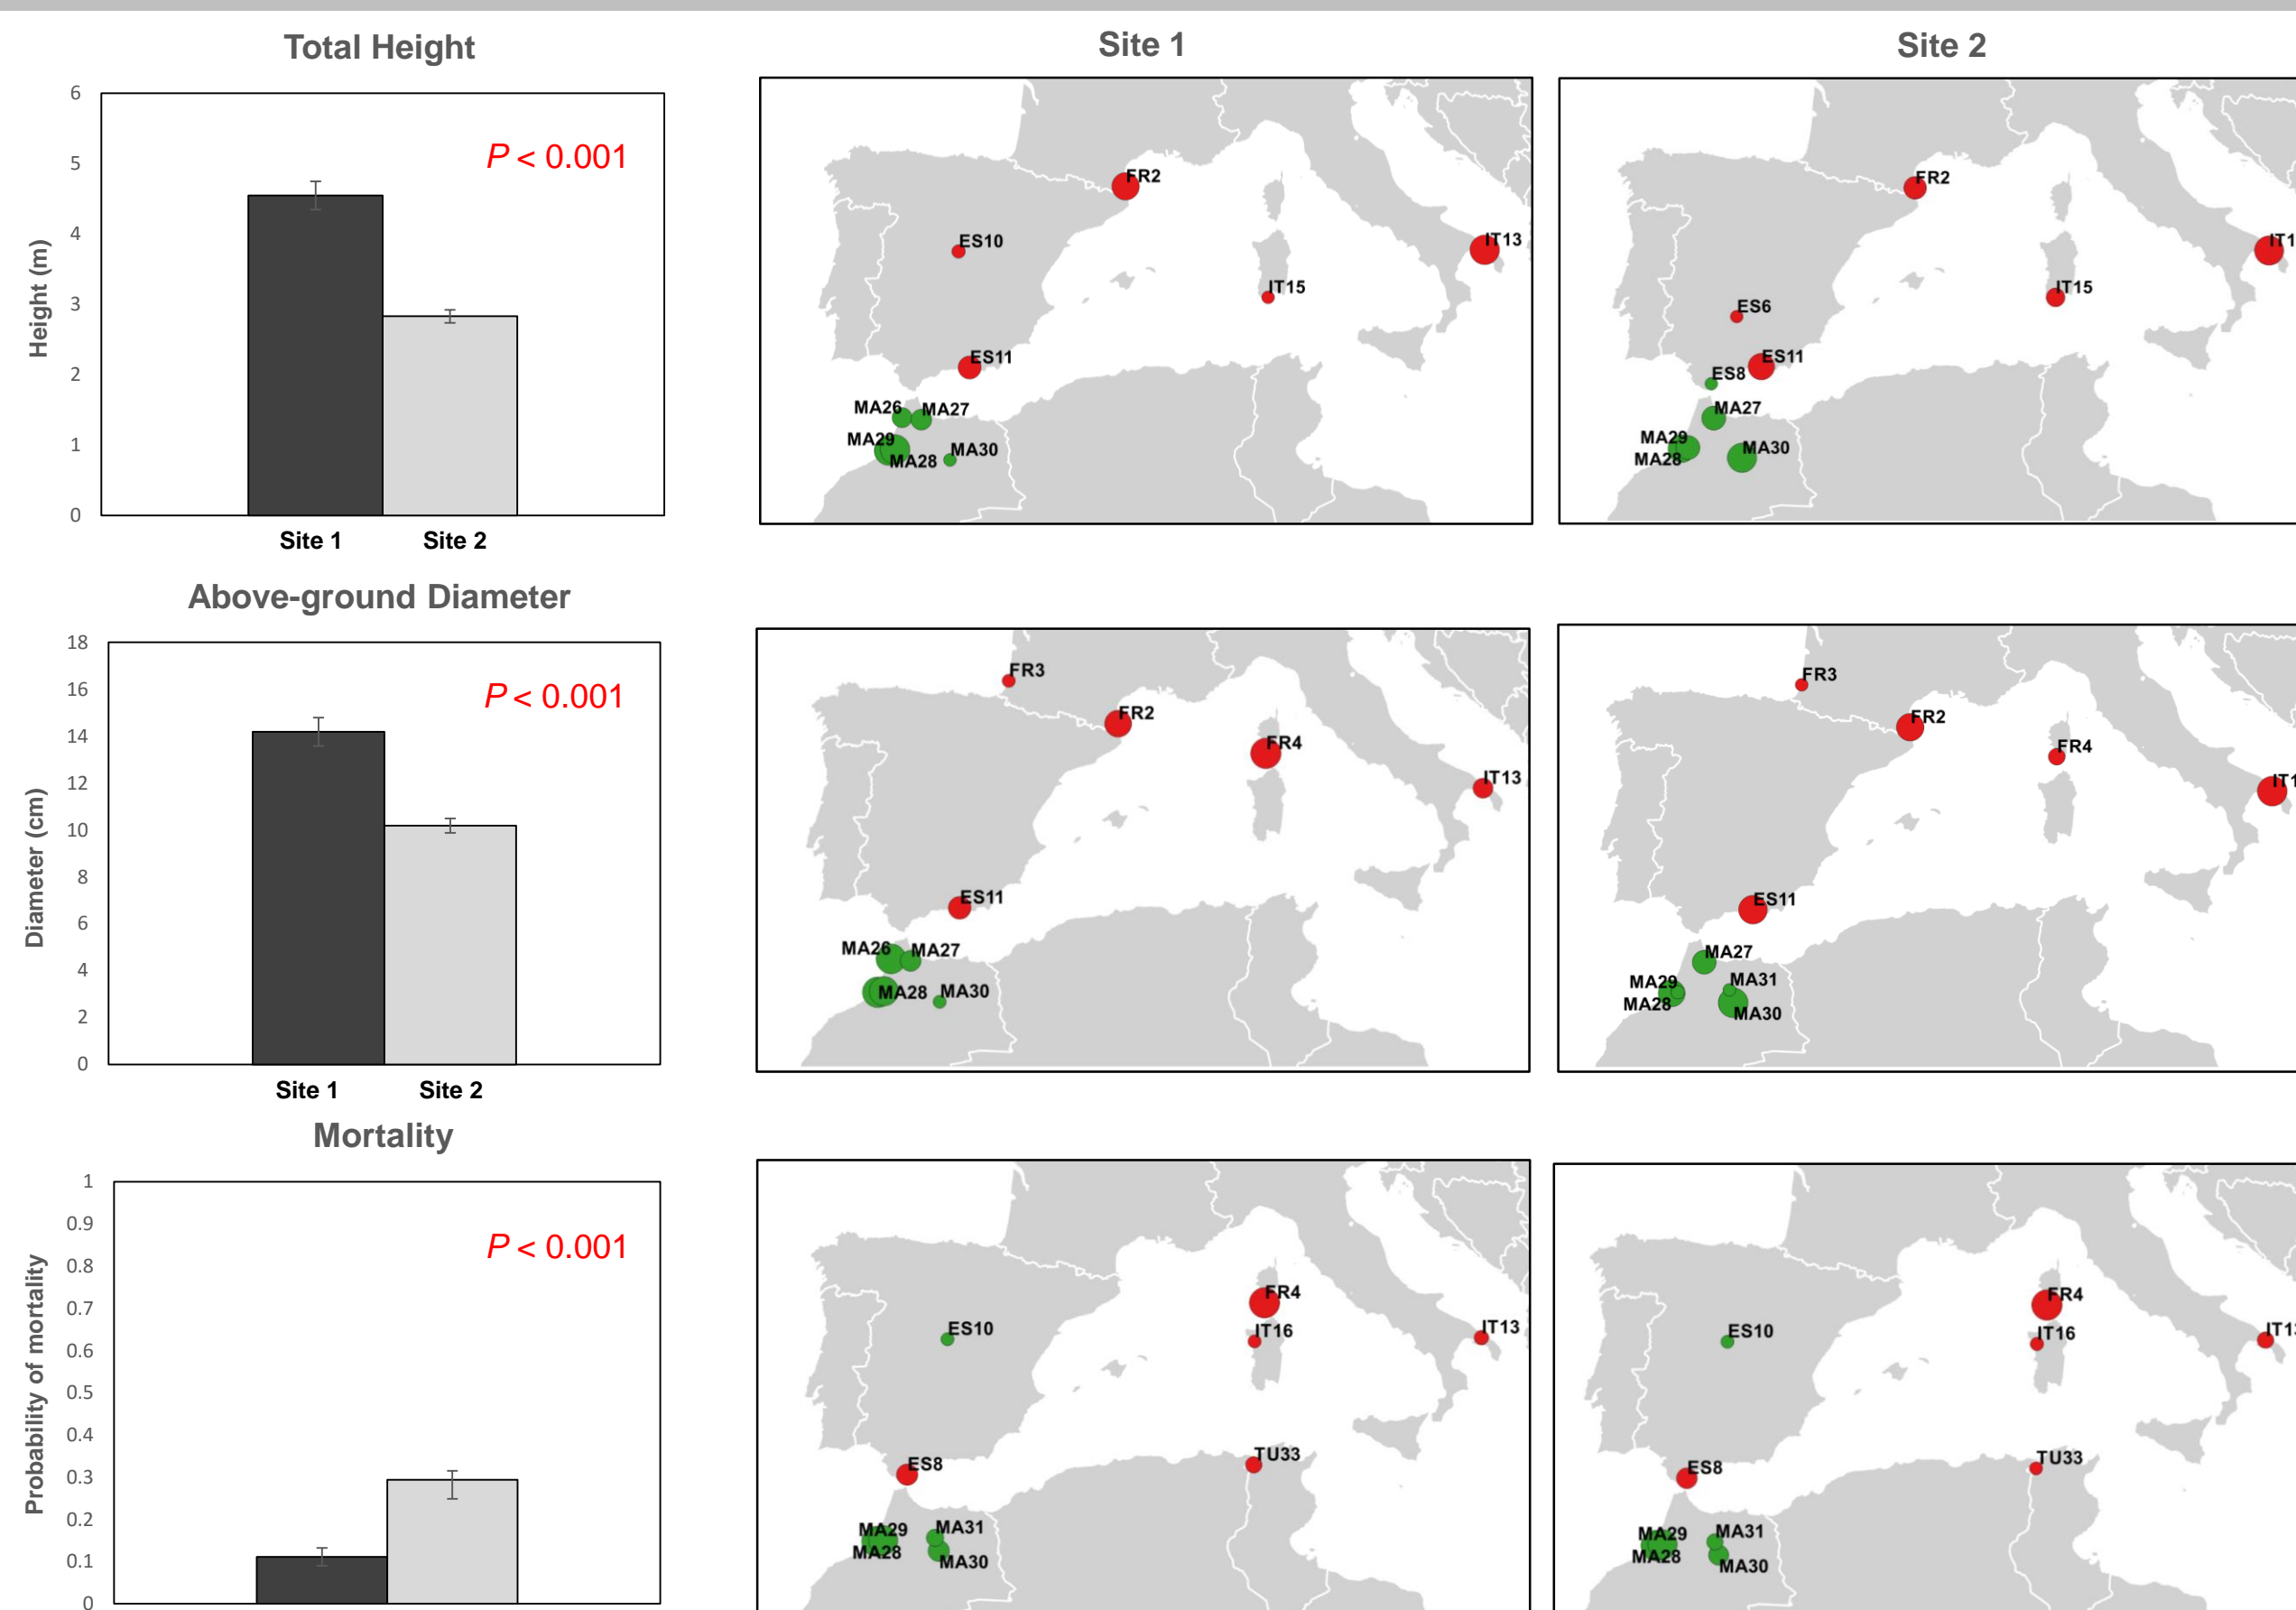 Total Height
Site 1
Site 2
6
5
4
3
2
1
0
Height (m)
P < 0.001
Site 1
Site 2
FR2
ES10
IT13
IT15
ES11
MA26
MA27
MA29
MA28
MA30
FR2
IT1
IT15
ES6
ES11
ES8
MA27
MA29
MA28
MA30
Above-ground Diameter
18
16
14
12
10
8
6
4
2
0
Diameter (cm)
P < 0.001
Site 1
Site 2
FR3
FR2
FR4
IT13
ES11
MA26
MA27
MA28
MA30
FR3
FR2
FR4
IT1
ES11
MA27
MA29
MA31
MA28
MA30
Mortality
1
0.9
0.8
0.7
0.6
0.5
0.4
0.3
0.2
0.1
0
Probability of mortality
P < 0.001
FR4
ES10
IT16
IT13
TU33
ES8
MA29
MA31
MA28
MA30
FR4
ES10
IT16
IT13
TU33
ES8
MA29
MA31
MA28
MA30